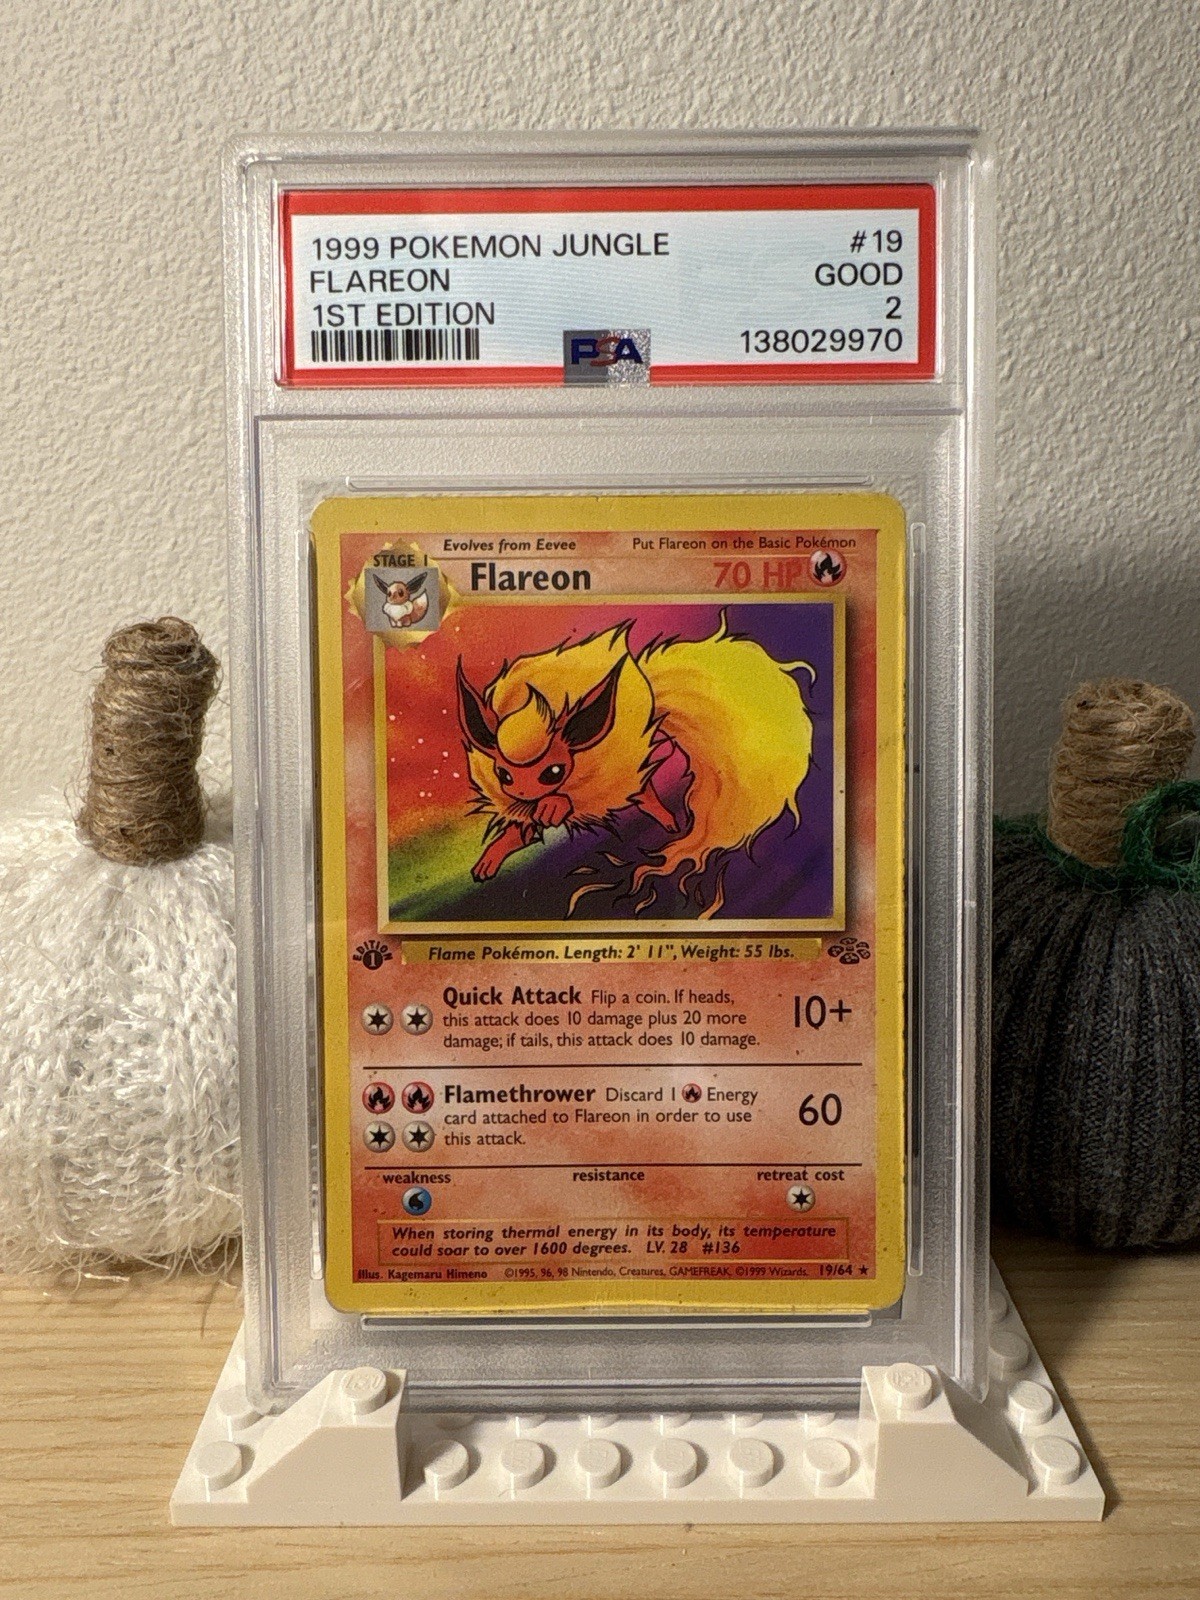 1999 POKEMON JUNGLE #19
FLAREON GOOD
1ST EDITION 2
PSA 138029970
Evolves from Eevee Put Flareon on the Basic Pokémon
STAGE 1 Flareon 70 HP
EDITION 1 Flame Pokémon. Length: 2' 11", Weight: 55 lbs.
Quick Attack Flip a coin. If heads,
this attack does 10 damage plus 20 more
damage; if tails, this attack does 10 damage.
10+
Flamethrower Discard 1 Energy
card attached to Flareon in order to use
this attack.
60
weakness resistance retreat cost
When storing thermal energy in its body, its temperature
could soar to over 1600 degrees. LV. 28 #136
Illus. Kagemaru Himeno ©1995, 96, 98 Nintendo, Creatures, GAMEFREAK. ©1999 Wizards. 19/64 ★